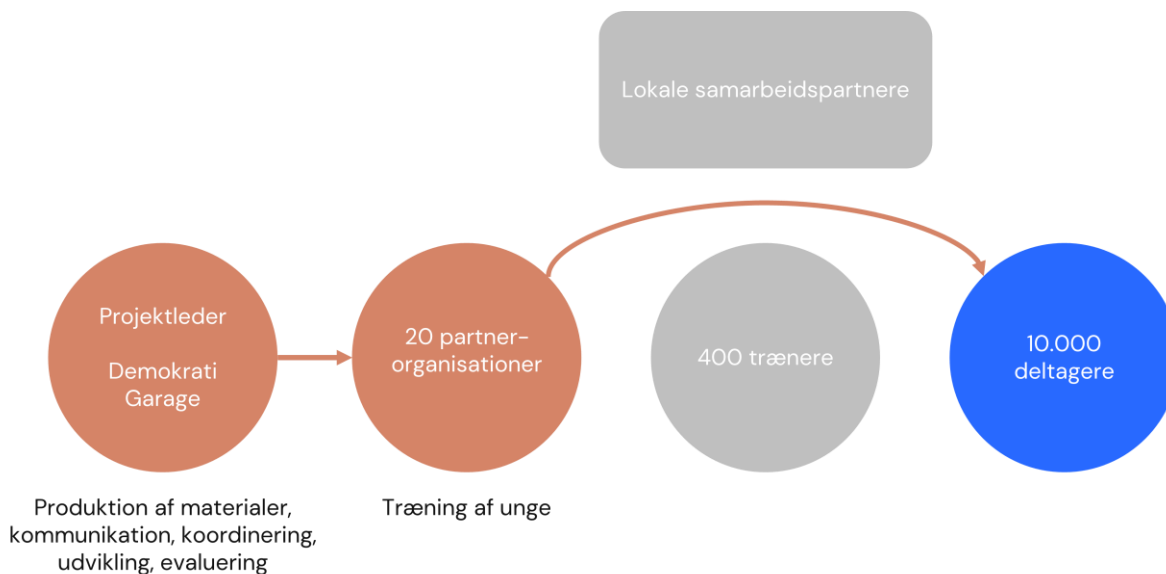 Lokale samarbeidspartnere
Projektleder
Demokrati
Garage
20 partner-
organisationer
400 trænere
10.000
deltagere
Produktion af materialer,
kommunikation, koordinering,
udvikling, evaluering
Træning af unge